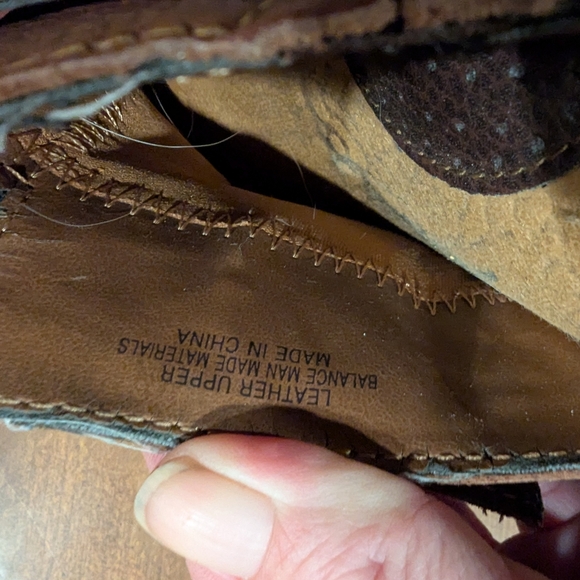 LEATHER UPPER
BALANCE MAN MADE MATERIALS
MADE IN CHINA